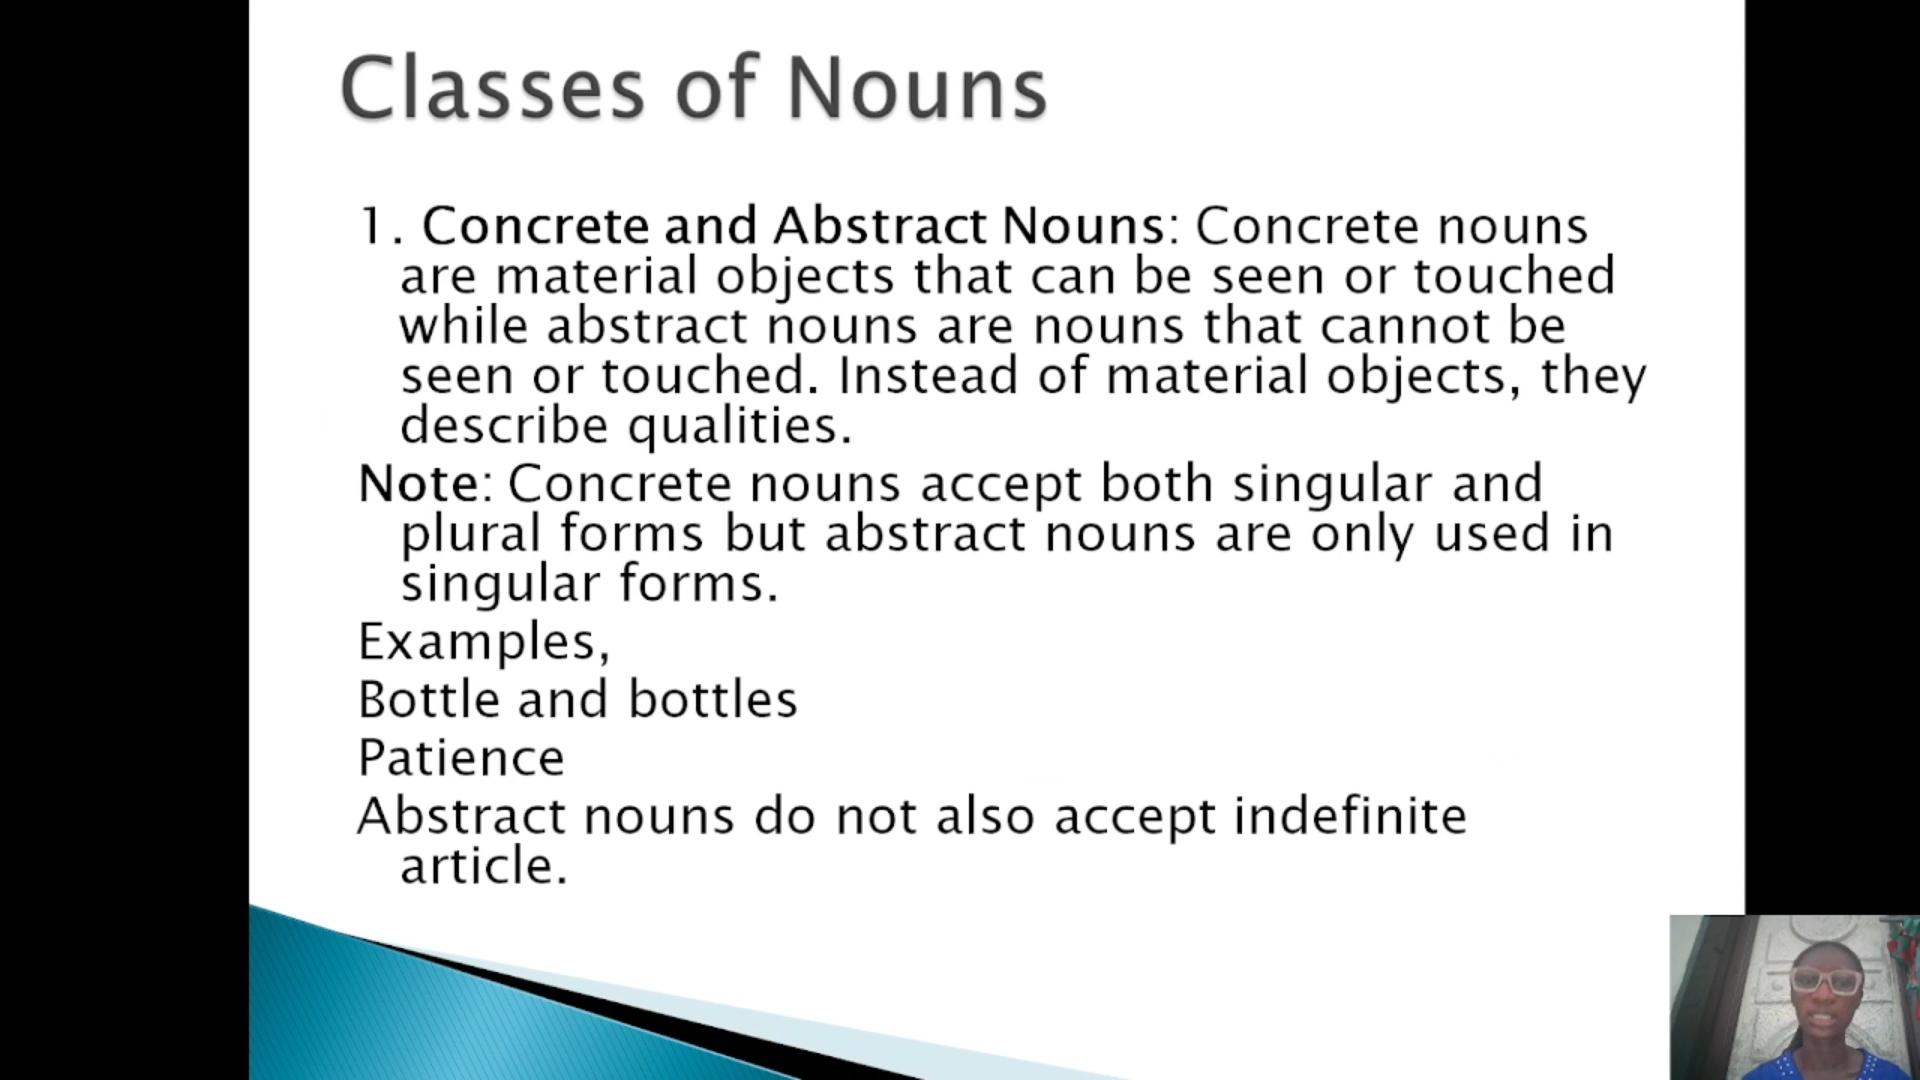 Classes of Nouns
1. Concrete and Abstract Nouns: Concrete nouns
are material objects that can be seen or touched
while abstract nouns are nouns that cannot be
seen or touched. Instead of material objects, they
describe qualities.
Note: Concrete nouns accept both singular and
plural forms but abstract nouns are only used in
singular forms.
Examples,
Bottle and bottles
Patience
Abstract nouns do not also accept indefinite
article.